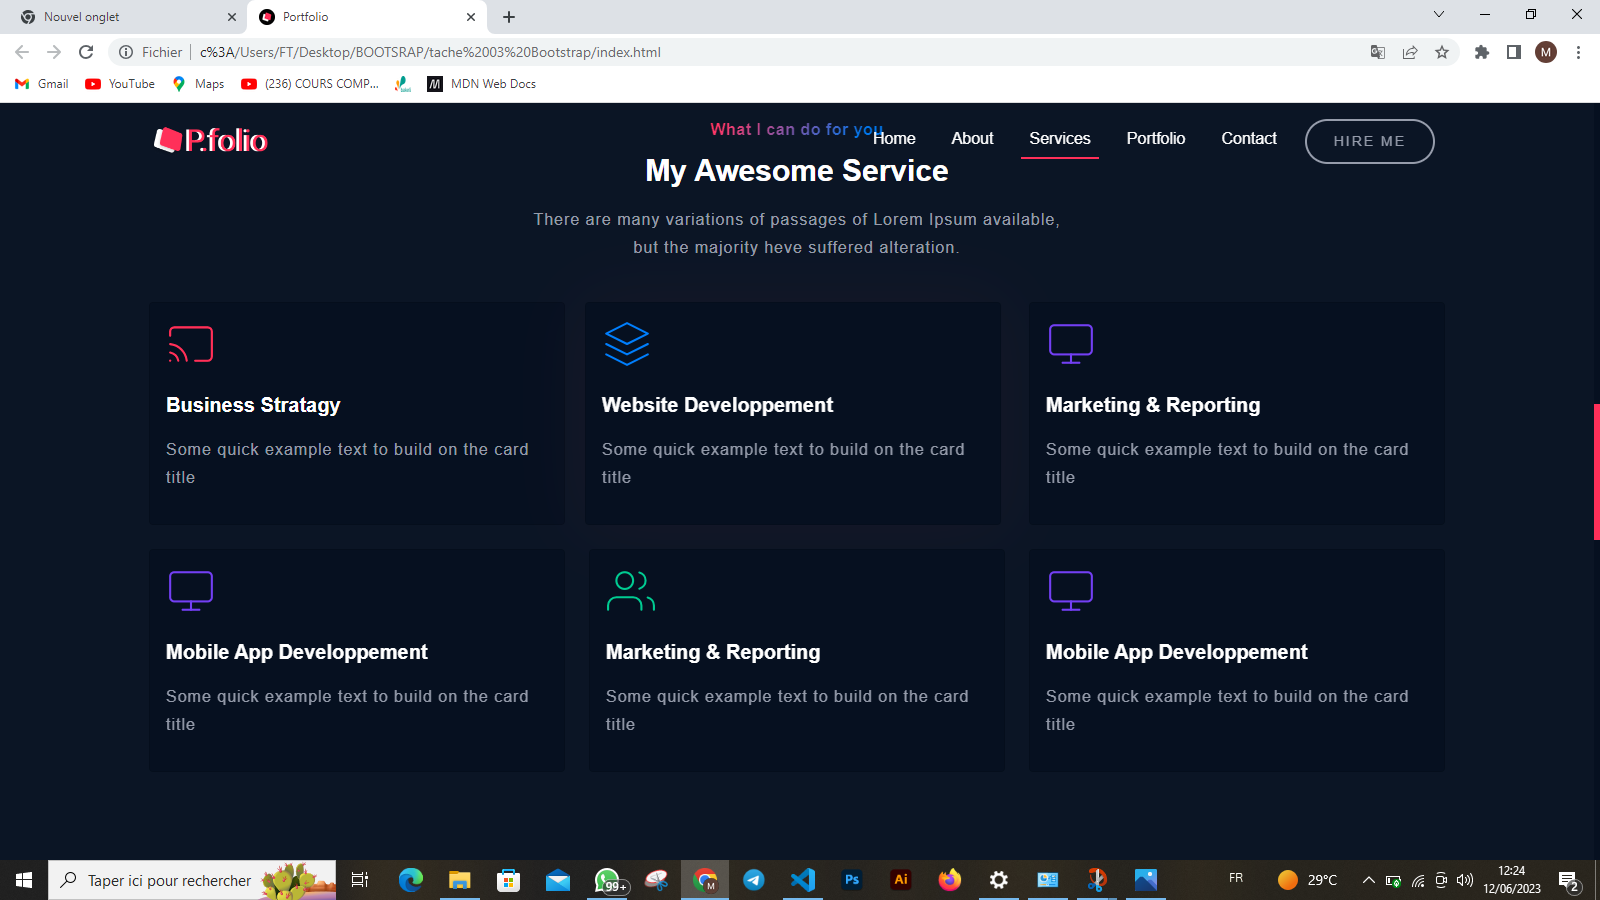 Nouvel onglet
Portfolio
Fichier
c%3A/Users/FT/Desktop/BOOTSRAP/tache%2003%20Bootstrap/index.html
M
Gmail
YouTube
Maps
(236) COURS COMP...
M
MDN Web Docs
P.folio
What I can do for you
Home
About
Services
Portfolio
Contact
HIRE ME
My Awesome Service
There are many variations of passages of Lorem Ipsum available,
but the majority heve suffered alteration.
Business Stratagy
Some quick example text to build on the card
title
Website Developpement
Some quick example text to build on the card
title
Marketing & Reporting
Some quick example text to build on the card
title
Mobile App Developpement
Some quick example text to build on the card
title
Marketing & Reporting
Some quick example text to build on the card
title
Mobile App Developpement
Some quick example text to build on the card
title
Taper ici pour rechercher
99+
M
Ps
Ai
FR
29°C
12:24
12/06/2023
2